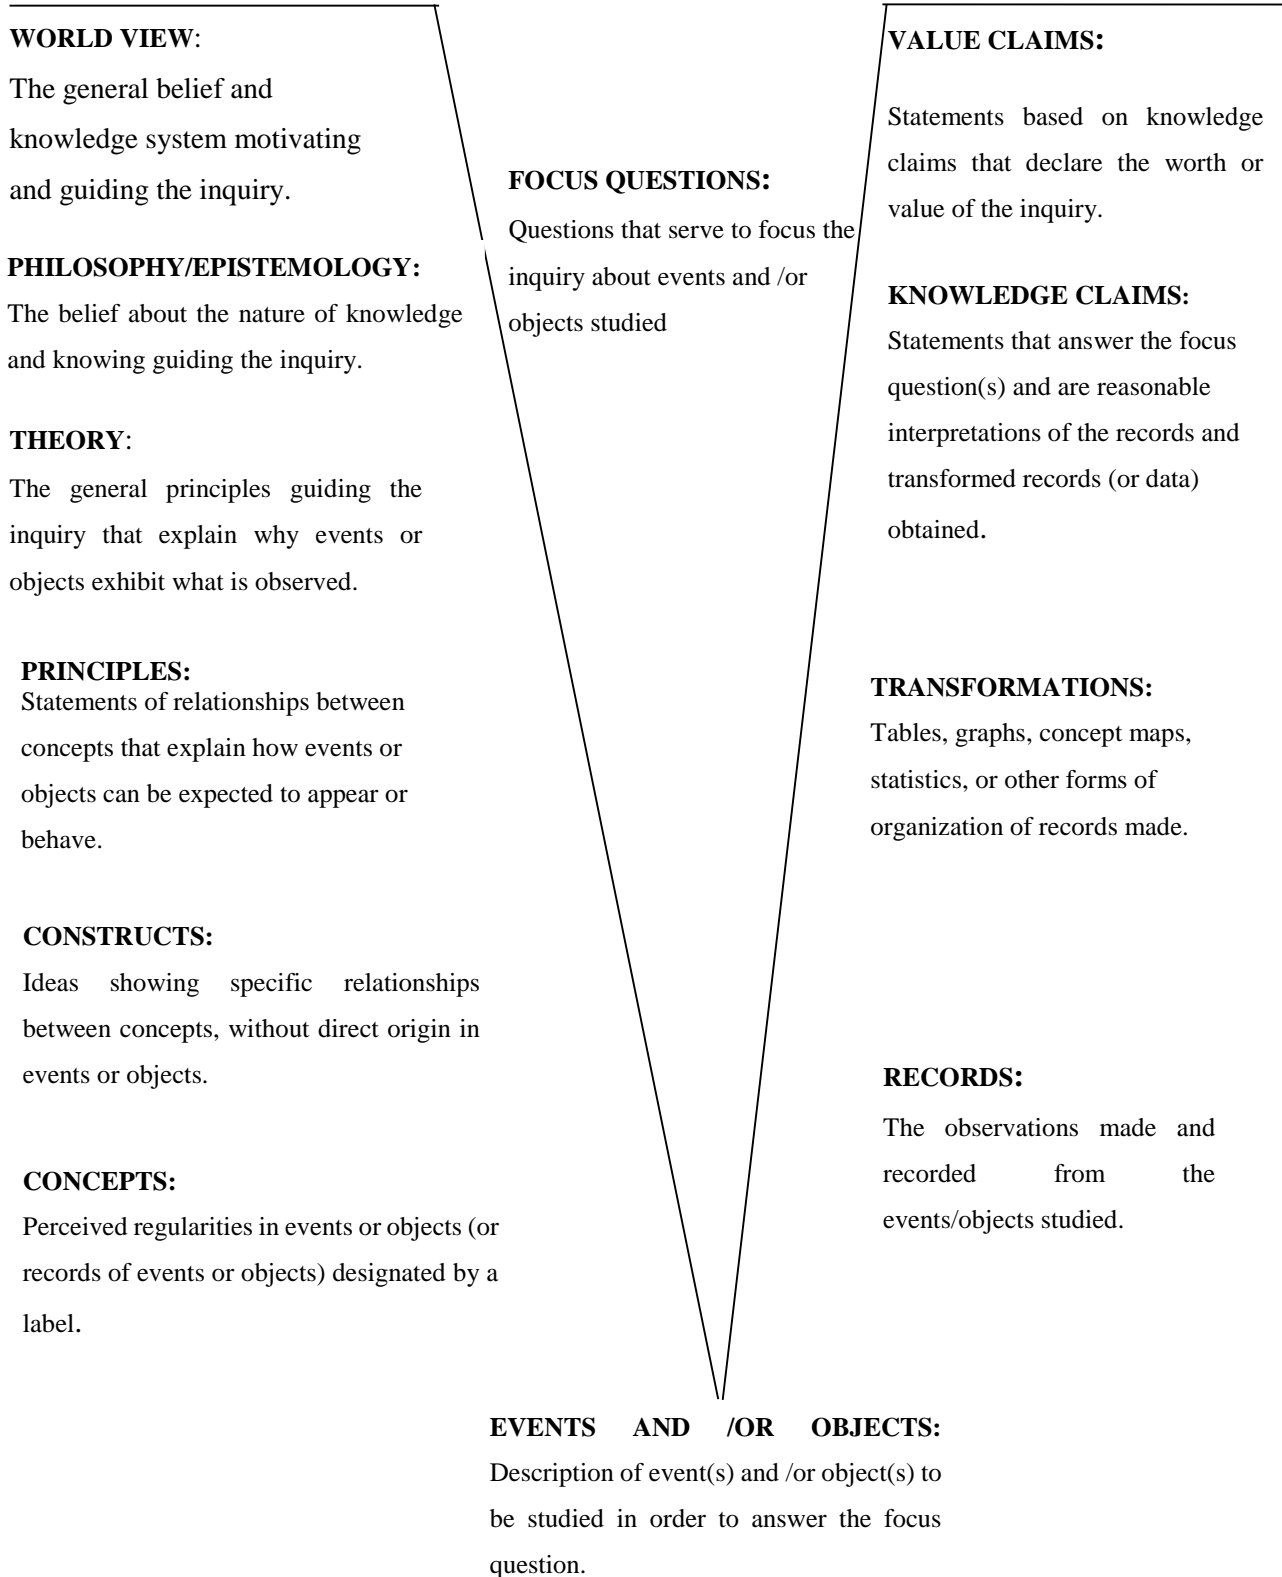 WORLD VIEW:
The general belief and
knowledge system motivating
and guiding the inquiry.
PHILOSOPHY/EPISTEMOLOGY:
The belief about the nature of knowledge
and knowing guiding the inquiry.
THEORY:
The general principles guiding the
inquiry that explain why events or
objects exhibit what is observed.
PRINCIPLES:
Statements of relationships between
concepts that explain how events or
objects can be expected to appear or
behave.
CONSTRUCTS:
Ideas showing specific relationships
between concepts, without direct origin in
events or objects.
CONCEPTS:
Perceived regularities in events or objects (or
records of events or objects) designated by a
label.
FOCUS QUESTIONS:
Questions that serve to focus the
inquiry about events and /or
objects studied
VALUE CLAIMS:
Statements based on knowledge
claims that declare the worth or
value of the inquiry.
KNOWLEDGE CLAIMS:
Statements that answer the focus
question(s) and are reasonable
interpretations of the records and
transformed records (or data)
obtained.
TRANSFORMATIONS:
Tables, graphs, concept maps,
statistics, or other forms of
organization of records made.
RECORDS:
The observations made and
recorded from the
events/objects studied.
EVENTS AND /OR OBJECTS:
Description of event(s) and /or object(s) to
be studied in order to answer the focus
question.